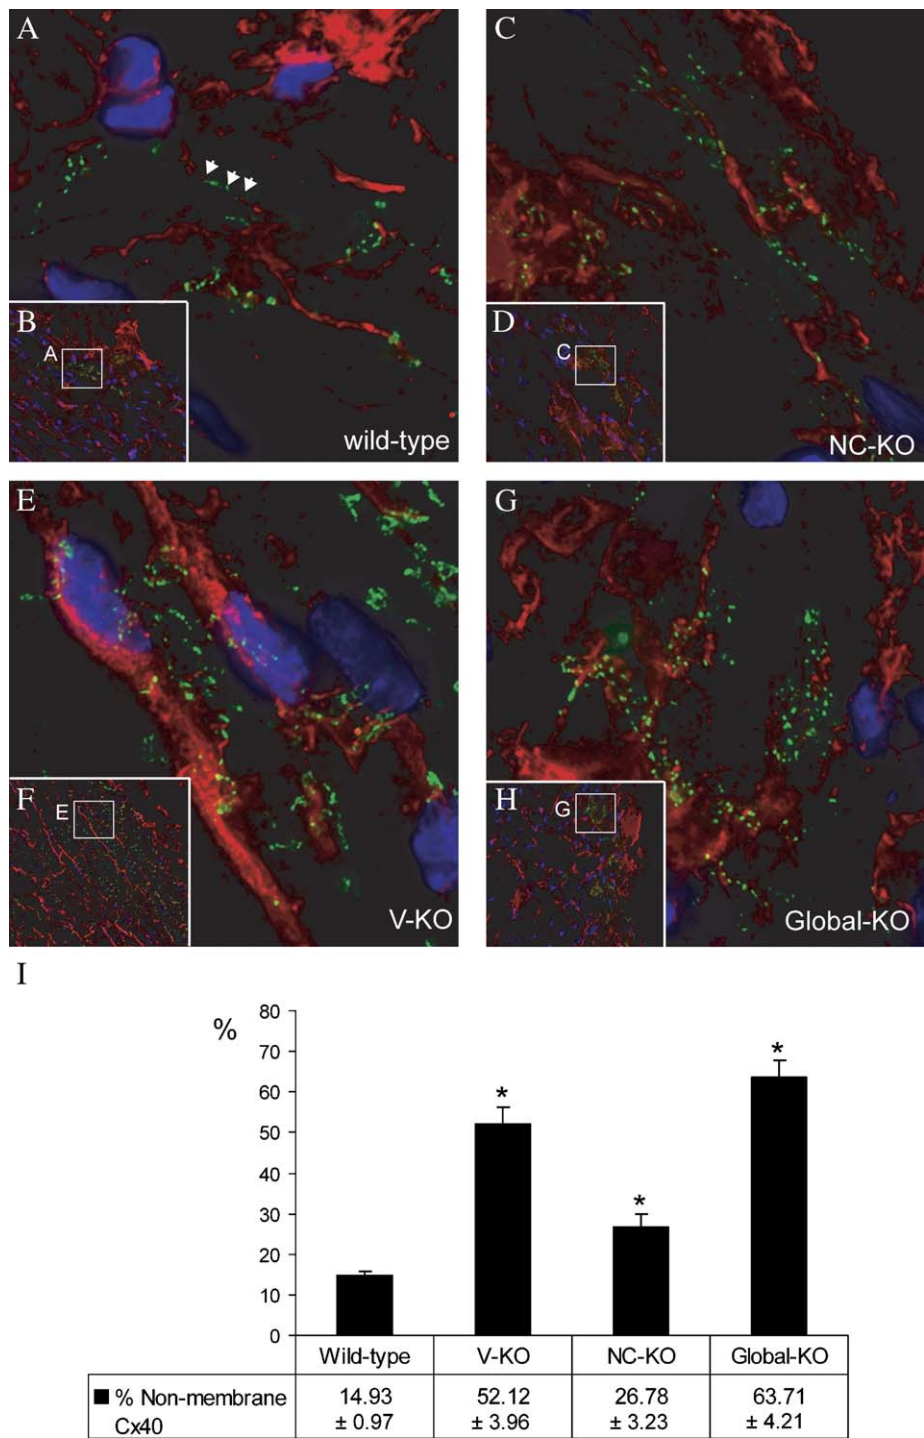 A
C
B
A
wild-type
D
C
NC-KO
E
G
F
E
V-KO
H
G
Global-KO
I
%
80
70
60
50
40
30
20
10
0
*
*
*
Wild-type V-KO NC-KO Global-KO
% Non-membrane Cx40
14.93 ± 0.97
52.12 ± 3.96
26.78 ± 3.23
63.71 ± 4.21